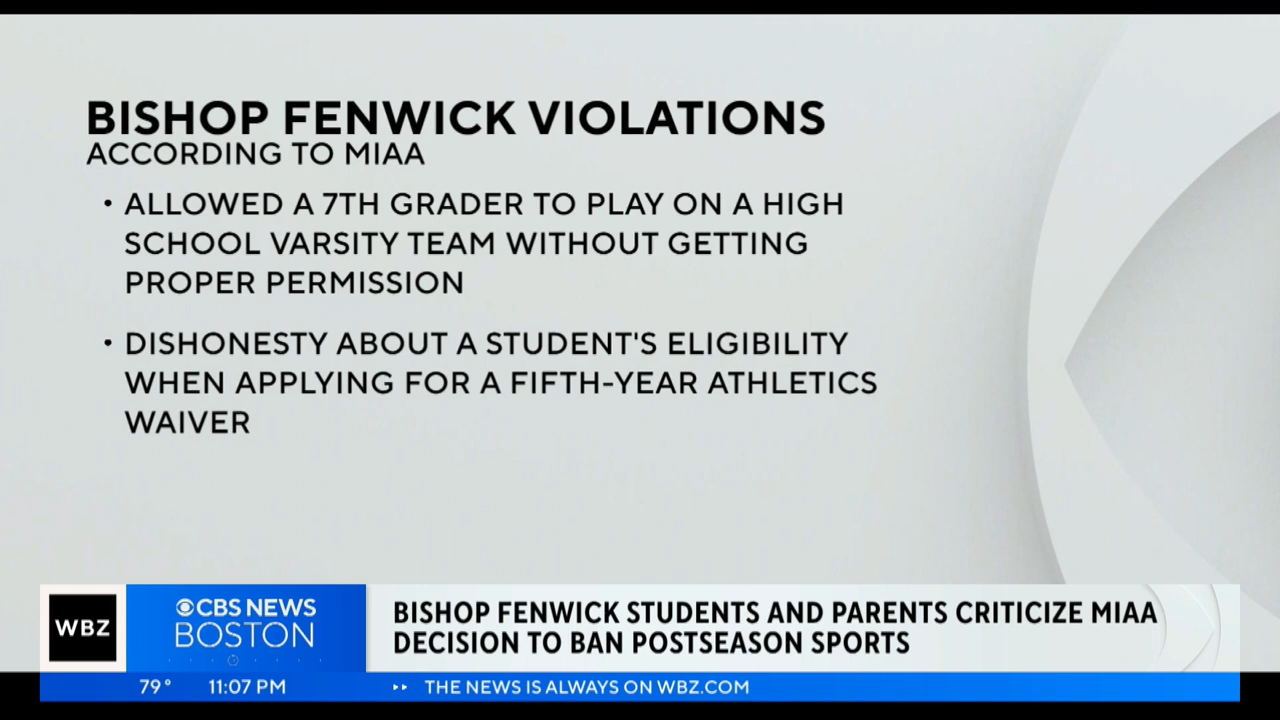 BISHOP FENWICK VIOLATIONS
ACCORDING TO MIAA
• ALLOWED A 7TH GRADER TO PLAY ON A HIGH
SCHOOL VARSITY TEAM WITHOUT GETTING
PROPER PERMISSION
• DISHONESTY ABOUT A STUDENT'S ELIGIBILITY
WHEN APPLYING FOR A FIFTH-YEAR ATHLETICS
WAIVER
WBZ
CBS NEWS
BOSTON
BISHOP FENWICK STUDENTS AND PARENTS CRITICIZE MIAA
DECISION TO BAN POSTSEASON SPORTS
79° 11:07 PM THE NEWS IS ALWAYS ON WBZ.COM